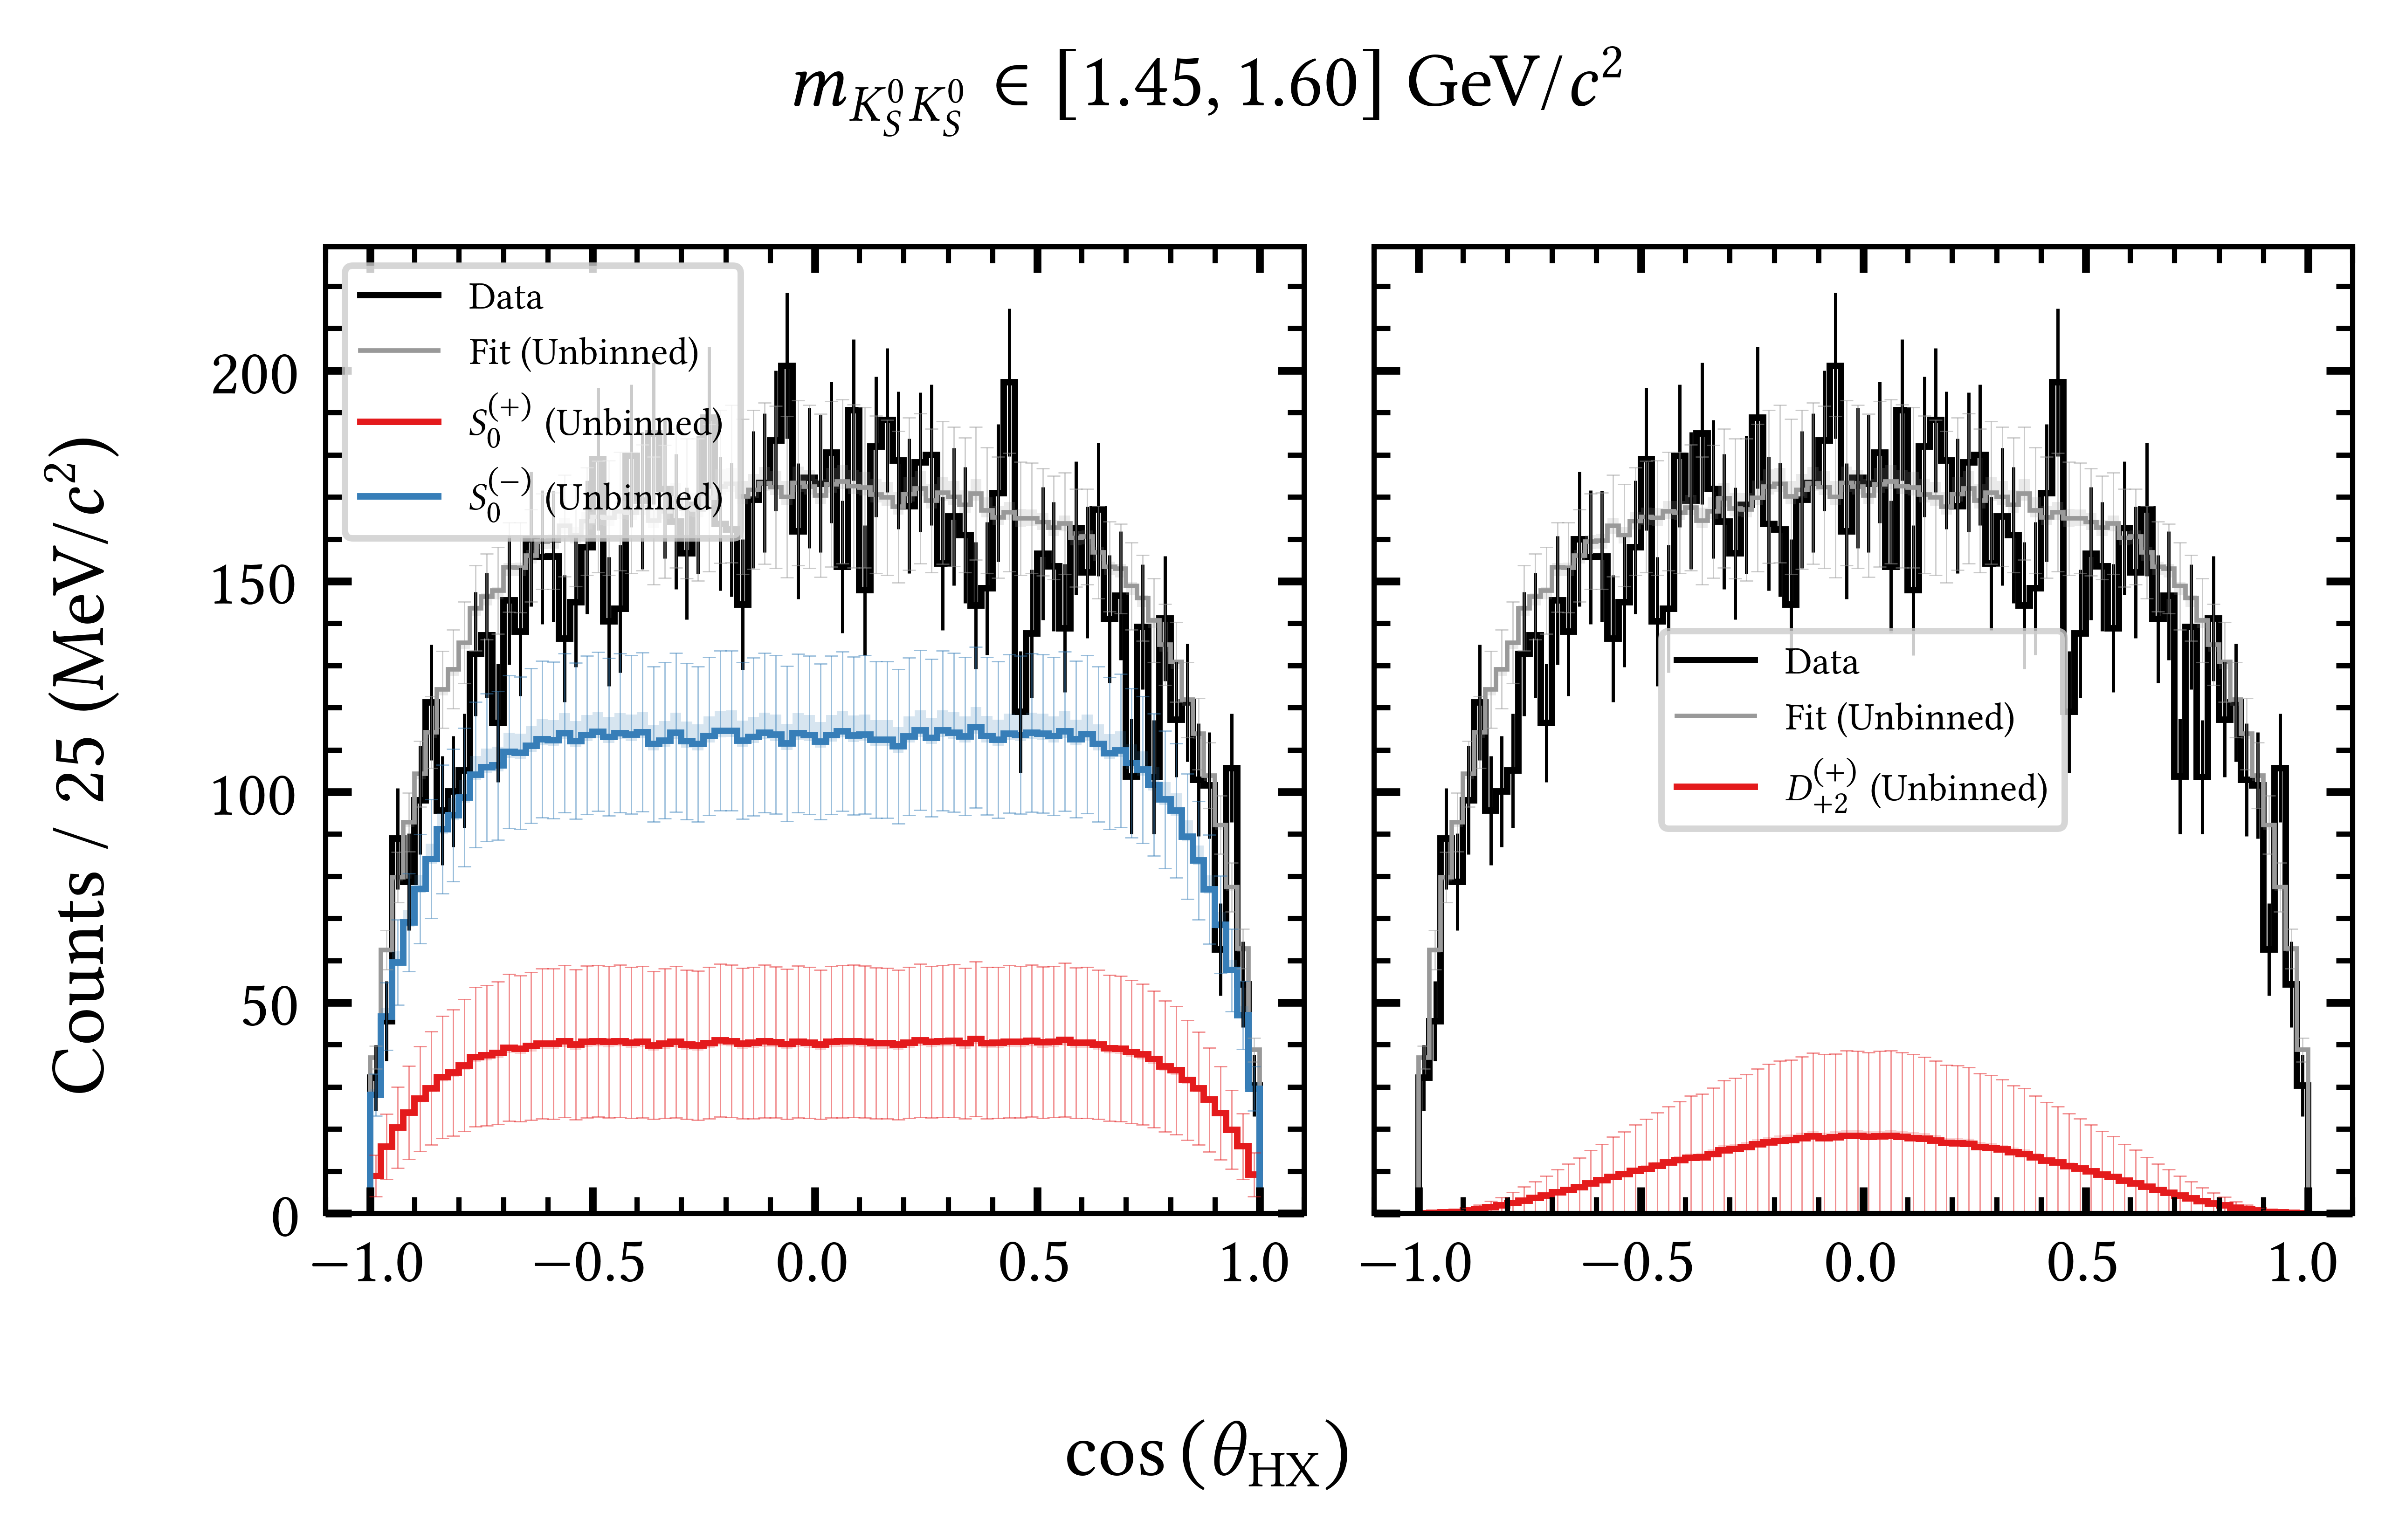 m_{K_S^0 K_S^0} ∈ [1.45, 1.60] GeV/c²
Counts / 25 (MeV/c²)
200
150
100
50
0
Data
Fit (Unbinned)
S_0^{(+)} (Unbinned)
S_0^{(−)} (Unbinned)
−1.0 −0.5 0.0 0.5 1.0
Data
Fit (Unbinned)
D_{+2}^{(+)} (Unbinned)
−1.0 −0.5 0.0 0.5 1.0
cos (θ_{HX})